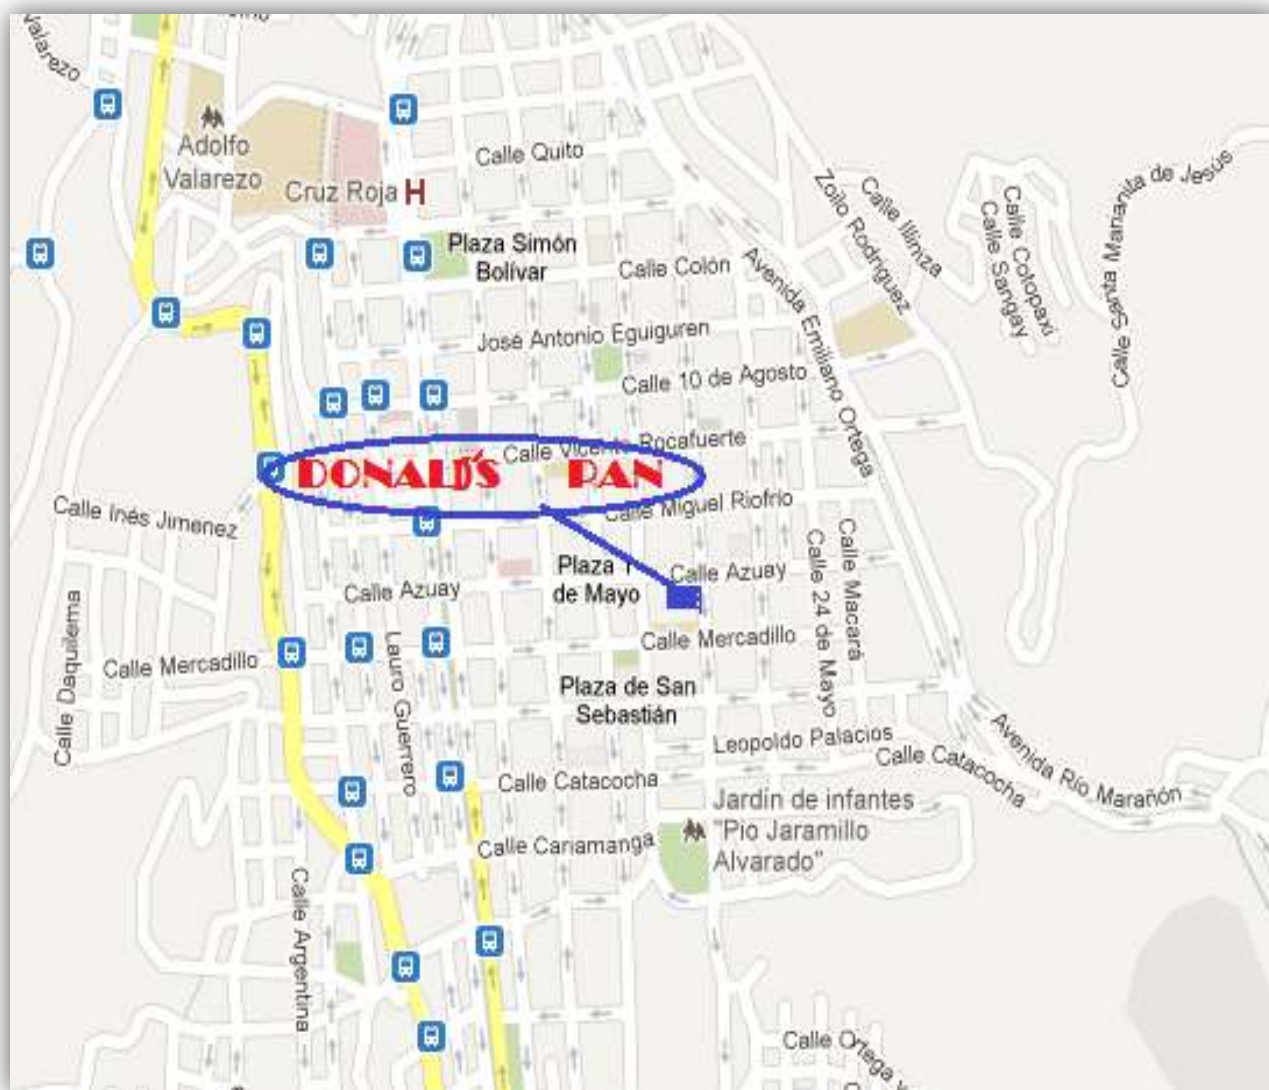 Valarezo
Adolfo
Valarezo
Calle Quito
Cruz Roja H
Zoilo Rodriguez
Calle Illiniza
Calle Cotopaxi
Calle Sangay
Calle Santa Marianita de Jesús
Plaza Simón
Bolívar
Calle Colón
Avenida Emiliano Ortega
José Antonio Eguiguren
Calle 10 de Agosto
Calle Vicente Rocafuerte
DONALD'S PAN
Calle Miguel Riofrío
Calle Inés Jimenez
Plaza 1
de Mayo
Calle Azuay
Calle Azuay
Calle 24 de Mayo
Calle Macará
Calle Daquilema
Calle Mercadillo
Calle Mercadillo
Lauro Guerrero
Plaza de San
Sebastián
Leopoldo Palacios
Calle Catacocha
Calle Catacocha
Avenida Río Marañón
Jardín de infantes
"Pio Jaramillo
Alvarado"
Calle Cariamanga
Calle Argentina
Calle Ortega